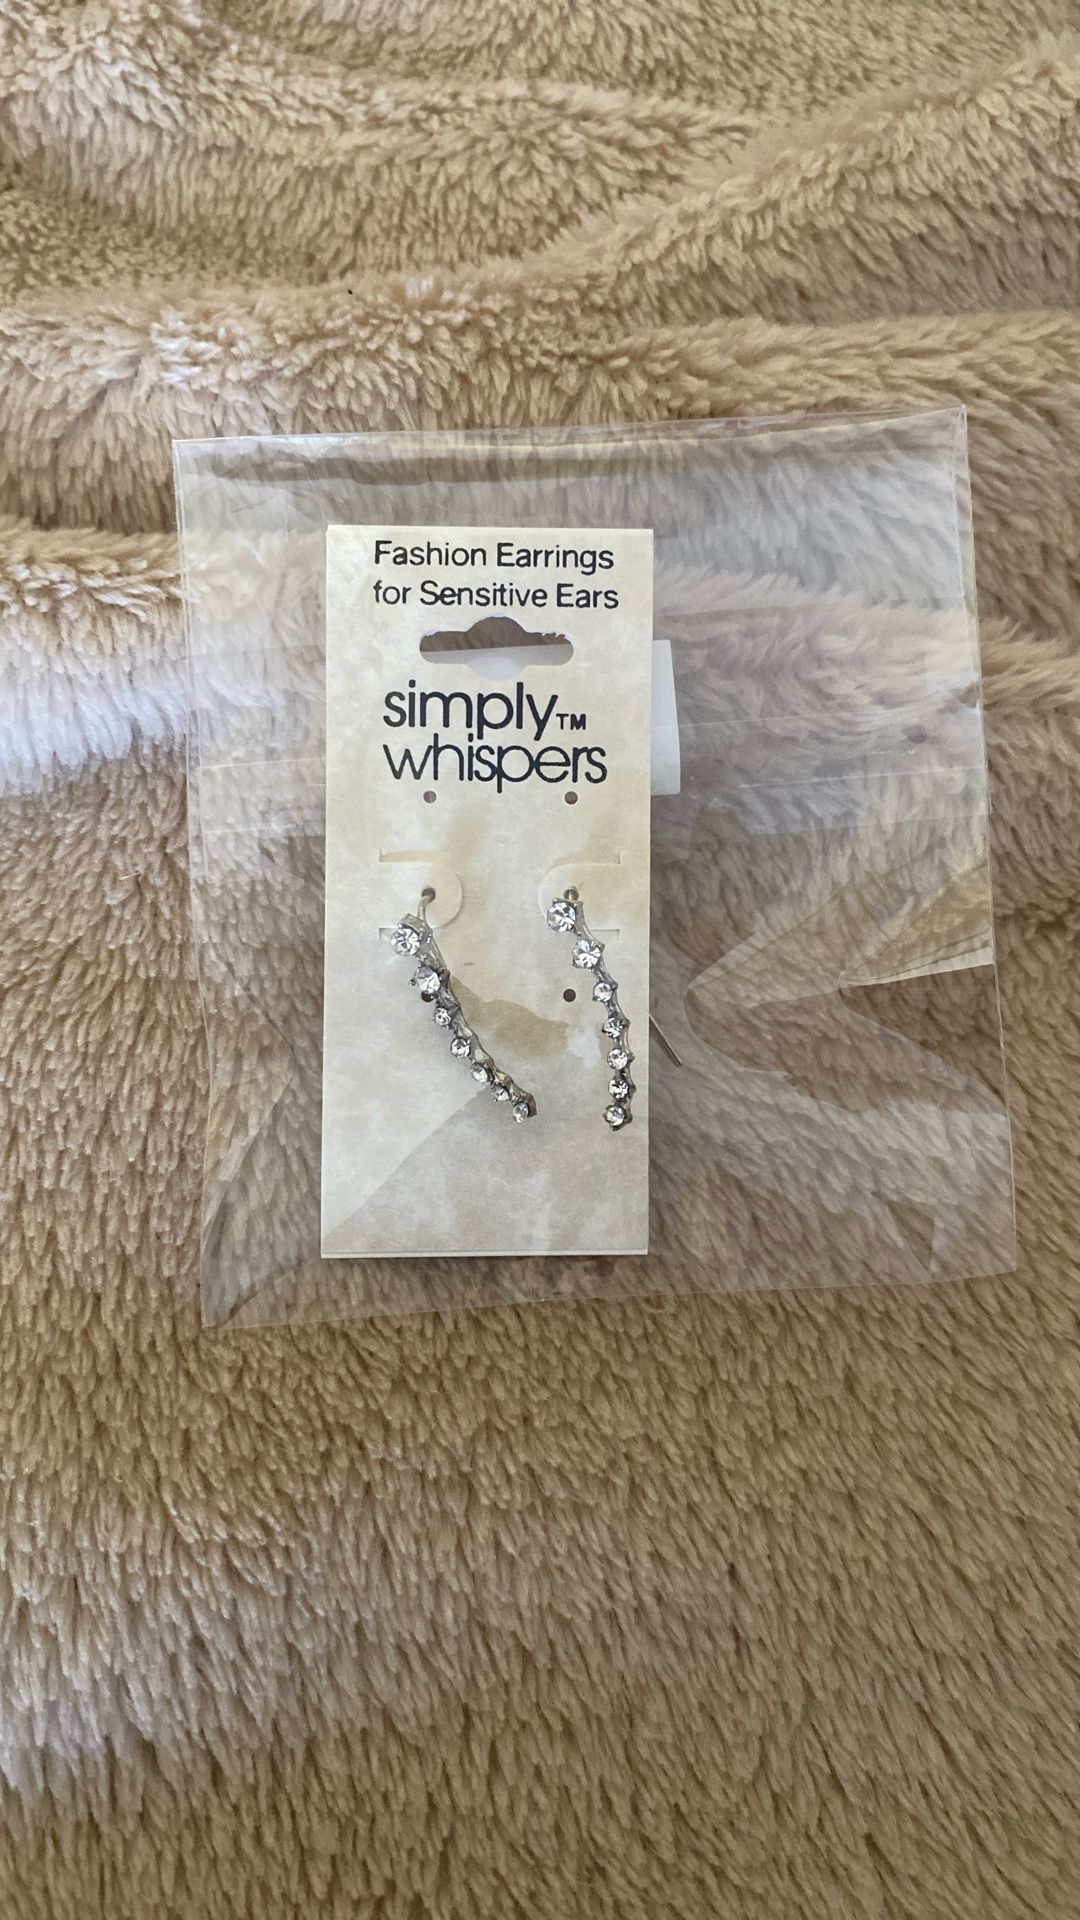 Fashion Earrings
for Sensitive Ears
simply™
whispers